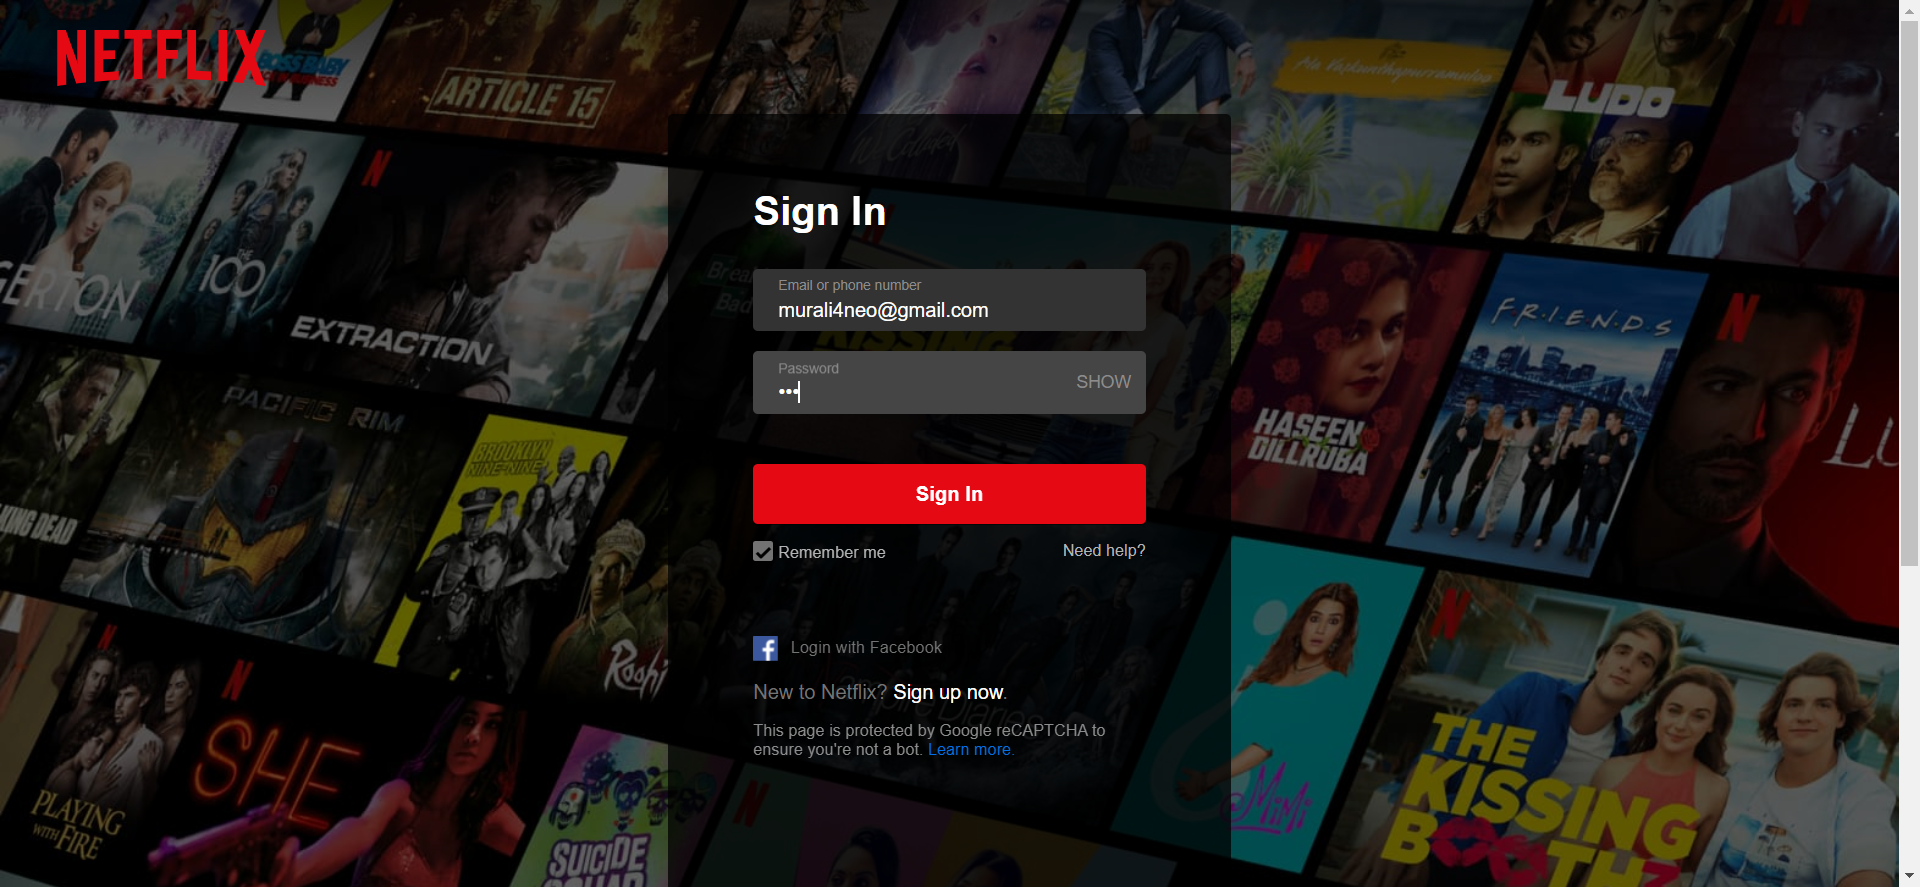 NETFLIX
BOSS BABY
ARTICLE 15
LUDO
THE
100
GERTON
EXTRACTION
Sign In
Email or phone number
murali4neo@gmail.com
Password
•••
SHOW
Sign In
Remember me
Need help?
Login with Facebook
New to Netflix? Sign up now.
This page is protected by Google reCAPTCHA to
ensure you're not a bot. Learn more.
F·R·I·E·N·D·S
HASEEN
DILLRUBA
PACIFIC RIM
BROOKLYN
NINE-NINE
KING DEAD
Roohi
SHE
PLAYING
WITH FIRE
SUICIDE
SQUAD
Mimi
THE
KISSING
BOOTH